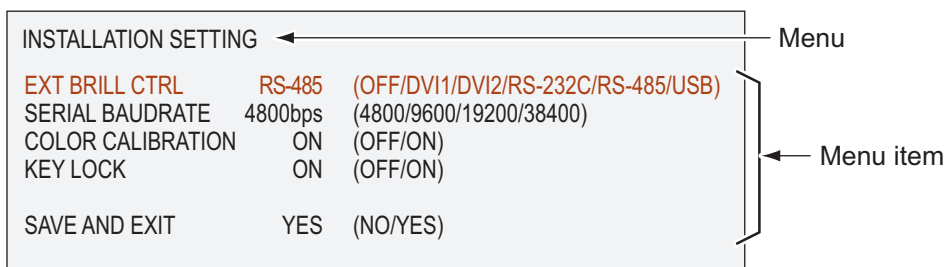 INSTALLATION SETTING
Menu
EXT BRILL CTRL RS-485 (OFF/DVI1/DVI2/RS-232C/RS-485/USB)
SERIAL BAUDRATE 4800bps (4800/9600/19200/38400)
COLOR CALIBRATION ON (OFF/ON)
Menu item
KEY LOCK ON (OFF/ON)
SAVE AND EXIT YES (NO/YES)